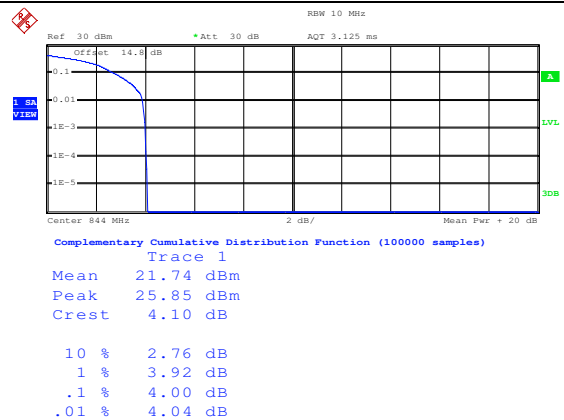 RBW 10 MHz
Ref 30 dBm *Att 30 dB AQT 3.125 ms
Offset 14.8 dB
0.1
A
0.01
1 SA
VIEW
LVL
1E-3
1E-4
1E-5
3DB
Center 844 MHz 2 dB/ Mean Pwr + 20 dB
Complementary Cumulative Distribution Function (100000 samples)
Trace 1
Mean 21.74 dBm
Peak 25.85 dBm
Crest 4.10 dB
10 % 2.76 dB
1 % 3.92 dB
.1 % 4.00 dB
.01 % 4.04 dB